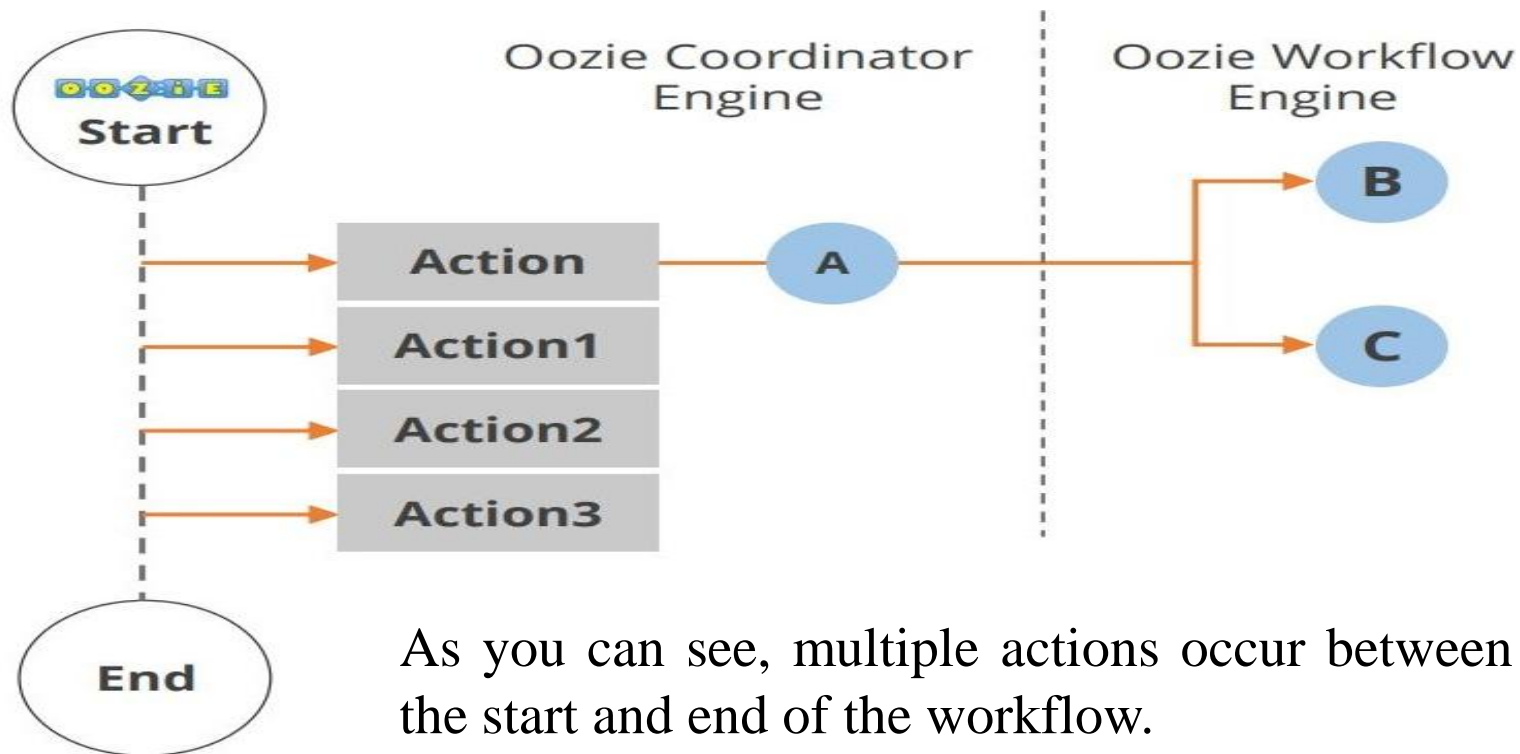 OOZiE
Start
Oozie Coordinator
Engine
Oozie Workflow
Engine
B
Action
A
Action1
C
Action2
Action3
End
As you can see, multiple actions occur between
the start and end of the workflow.